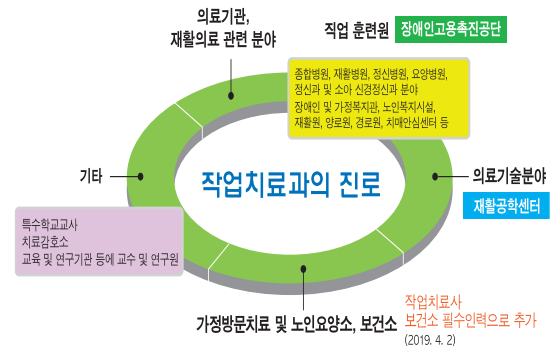 의료기관,
재활의료 관련 분야
직업 훈련원
장애인고용촉진공단
종합병원, 재활병원, 정신병원, 요양병원,
정신과 및 소아 신경정신과 분야
장애인 및 가정복지관, 노인복지시설,
재활원, 양로원, 경로원, 치매안심센터 등
기타
작업치료과의 진로
의료기술분야
재활공학센터
특수학교교사
치료감호소
교육 및 연구기관 등에 교수 및 연구원
가정방문치료 및 노인요양소, 보건소
작업치료사
보건소 필수인력으로 추가
(2019. 4. 2)